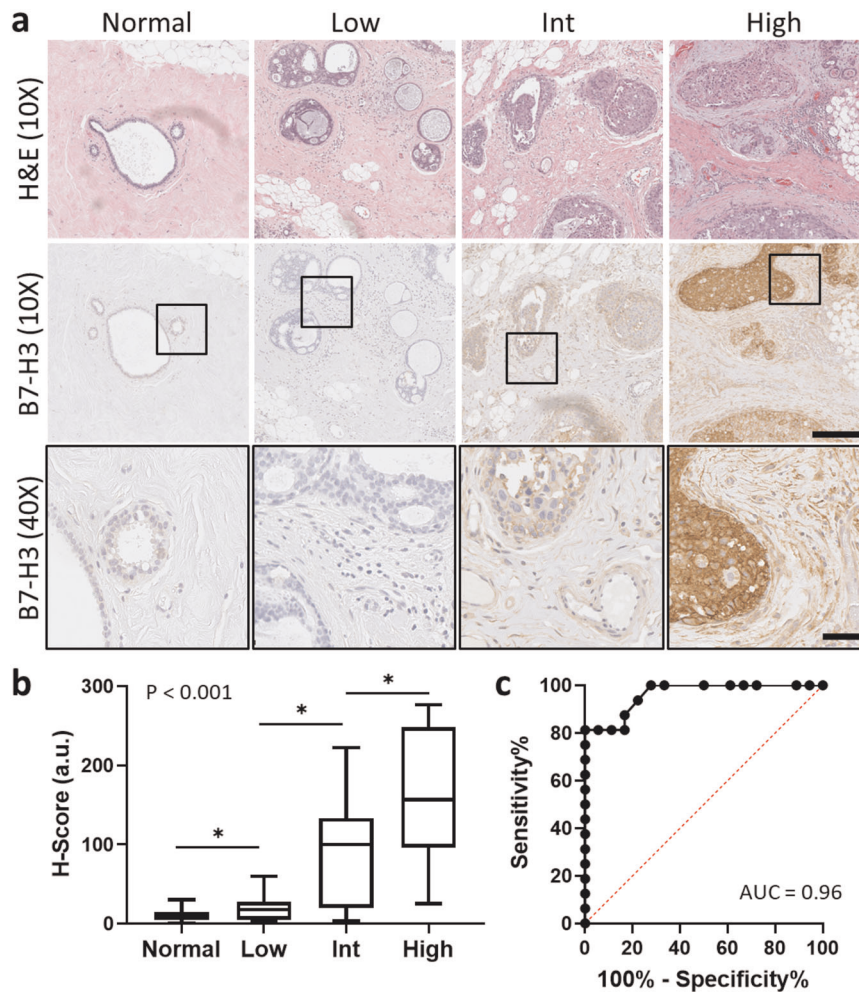 a
Normal Low Int High
H&E (10X)
B7-H3 (10X)
B7-H3 (40X)
b
P < 0.001
* * *
H-Score (a.u.)
300
200
100
0
Normal Low Int High
c
Sensitivity%
100
80
60
40
20
0
AUC = 0.96
0 20 40 60 80 100
100% - Specificity%